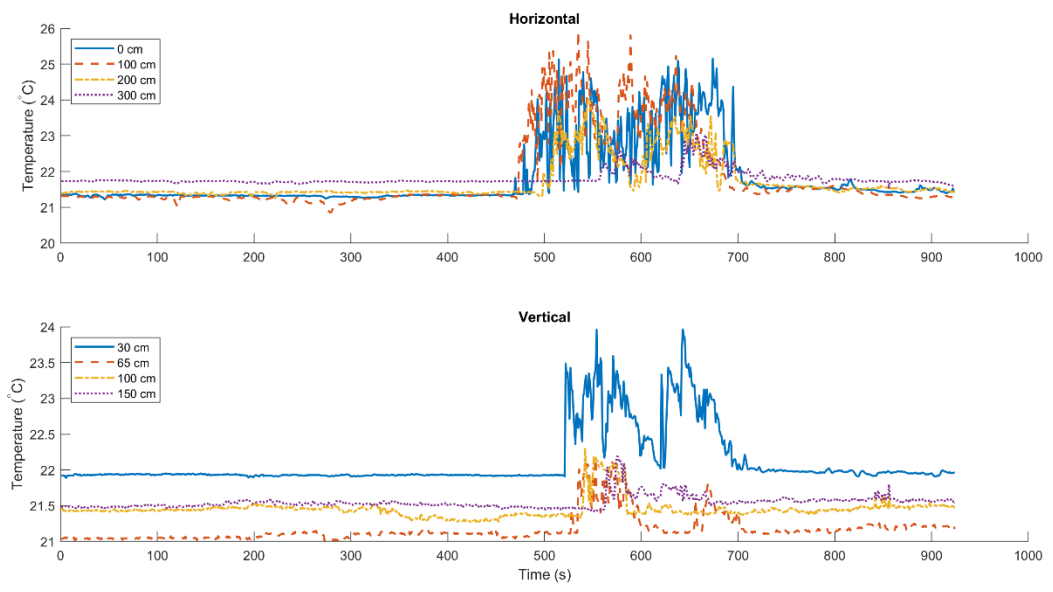 Horizontal
26
25
24
23
22
21
20
Temperature (°C)
0 cm
100 cm
200 cm
300 cm
0 100 200 300 400 500 600 700 800 900 1000
Vertical
24
23.5
23
22.5
22
21.5
21
Temperature (°C)
30 cm
65 cm
100 cm
150 cm
0 100 200 300 400 500 600 700 800 900 1000
Time (s)